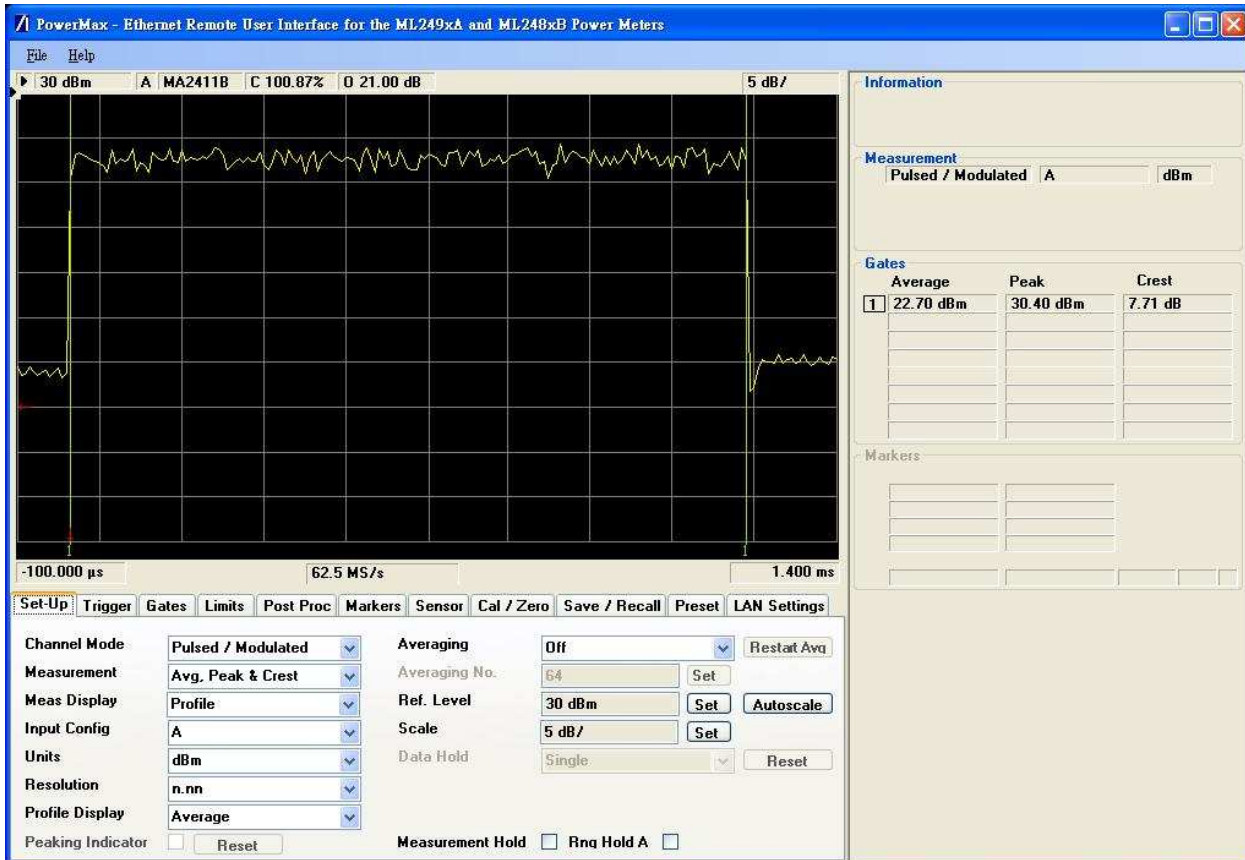 PowerMax - Ethernet Remote User Interface for the ML249xA and ML248xB Power Meters
File Help
30 dBm A MA2411B C 100.87% O 21.00 dB 5 dB/
1 1
-100.000 µs 62.5 MS/s 1.400 ms
Information
Measurement
Pulsed / Modulated A dBm
Gates
Average Peak Crest
1 22.70 dBm 30.40 dBm 7.71 dB
Markers
Set-Up Trigger Gates Limits Post Proc Markers Sensor Cal / Zero Save / Recall Preset LAN Settings
Channel Mode Pulsed / Modulated Averaging Off Restart Avg
Measurement Avg, Peak & Crest Averaging No. 64 Set
Meas Display Profile Ref. Level 30 dBm Set Autoscale
Input Config A Scale 5 dB/ Set
Units dBm Data Hold Single Reset
Resolution n.nn
Profile Display Average
Peaking Indicator Reset Measurement Hold Rng Hold A